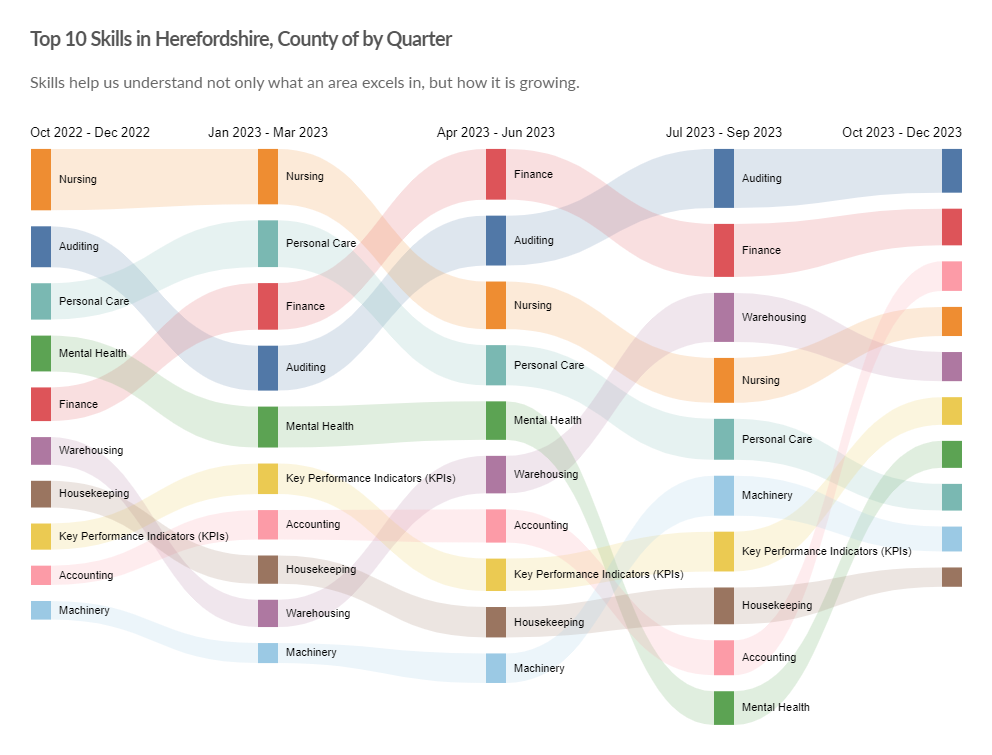 Top 10 Skills in Herefordshire, County of by Quarter
Skills help us understand not only what an area excels in, but how it is growing.
Oct 2022 - Dec 2022
Jan 2023 - Mar 2023
Apr 2023 - Jun 2023
Jul 2023 - Sep 2023
Oct 2023 - Dec 2023
Nursing
Auditing
Personal Care
Mental Health
Finance
Warehousing
Housekeeping
Key Performance Indicators (KPIs)
Accounting
Machinery
Nursing
Personal Care
Finance
Auditing
Mental Health
Key Performance Indicators (KPIs)
Accounting
Housekeeping
Warehousing
Machinery
Finance
Auditing
Nursing
Personal Care
Mental Health
Warehousing
Accounting
Key Performance Indicators (KPIs)
Housekeeping
Machinery
Auditing
Finance
Warehousing
Nursing
Personal Care
Machinery
Key Performance Indicators (KPIs)
Housekeeping
Accounting
Mental Health